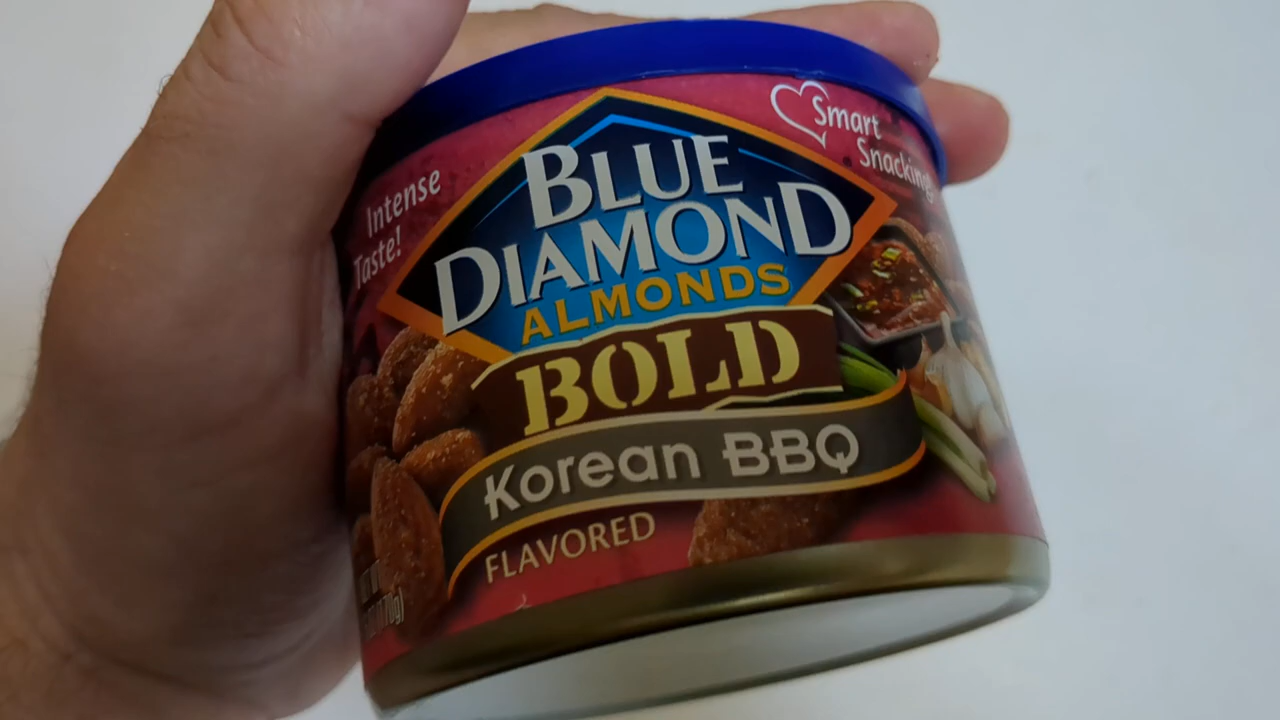 Intense
Taste!
Smart
Snacking
BLUE
DIAMOND
ALMONDS
BOLD
Korean BBQ
FLAVORED